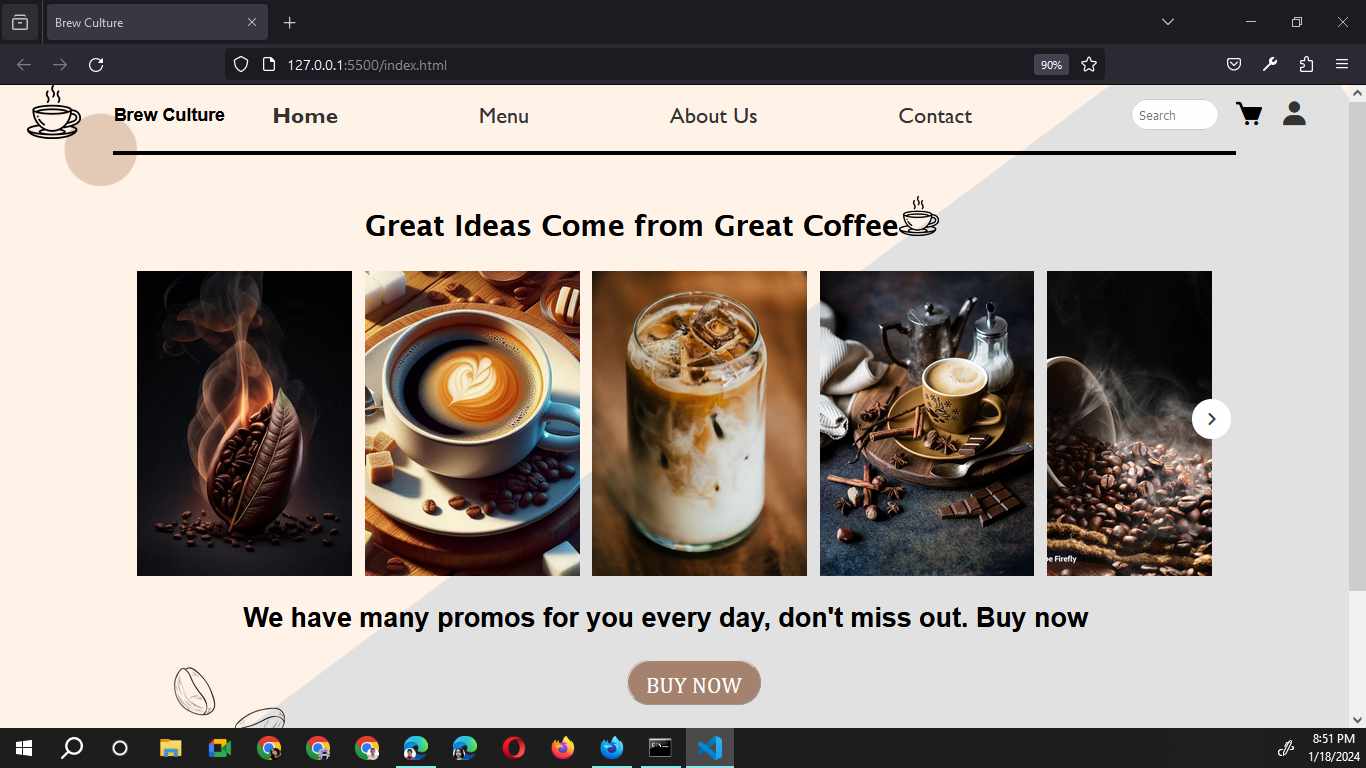 Brew Culture
127.0.0.1:5500/index.html
90%
Brew Culture
Home
Menu
About Us
Contact
Search
Great Ideas Come from Great Coffee
be Firefly
We have many promos for you every day, don't miss out. Buy now
BUY NOW
8:51 PM
1/18/2024